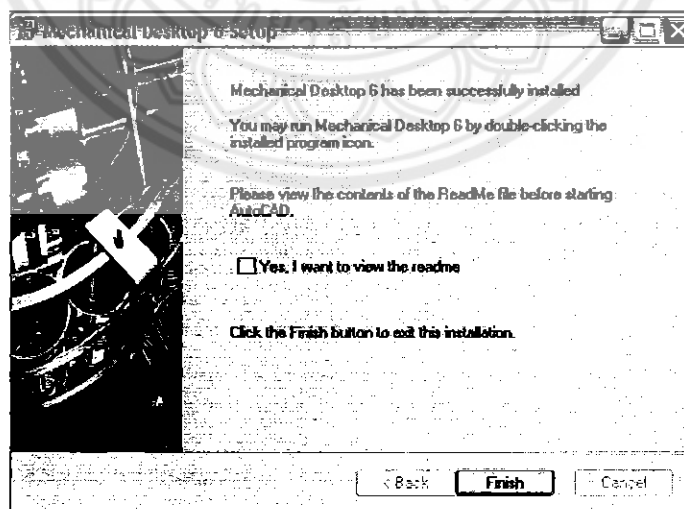 Mechanical Desktop 6 Setup
Mechanical Desktop 6 has been successfully installed
You may run Mechanical Desktop 6 by double-clicking the
installed program icon.
Please view the contents of the ReadMe file before starting
AutoCAD.
Yes, I want to view the readme
Click the Finish button to exit this installation.
< Back
Finish
Cancel